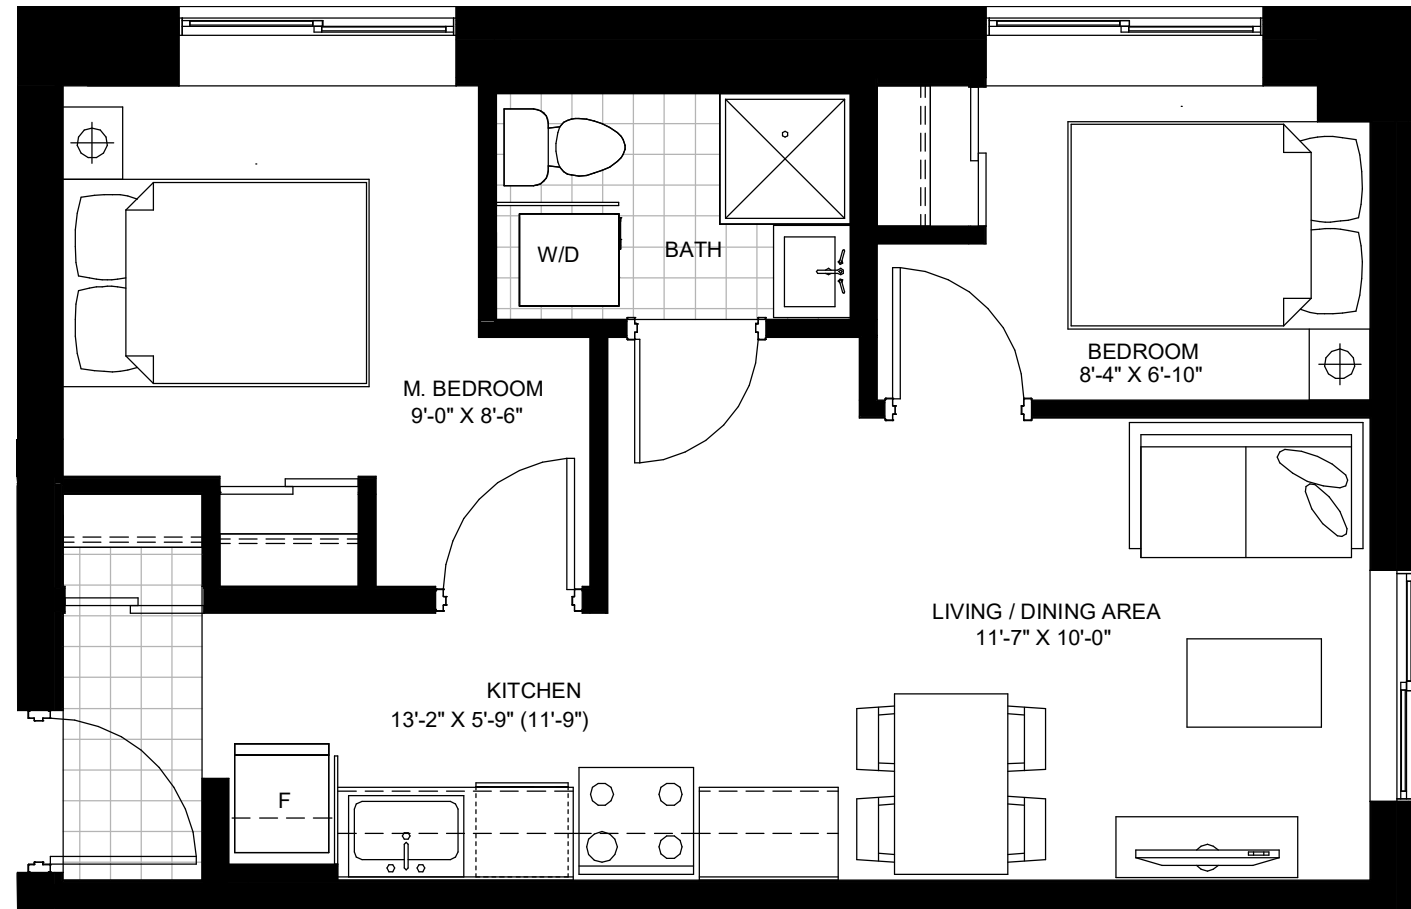 W/D
BATH
BEDROOM
8'-4" X 6'-10"
M. BEDROOM
9'-0" X 8'-6"
LIVING / DINING AREA
11'-7" X 10'-0"
KITCHEN
13'-2" X 5'-9" (11'-9")
F